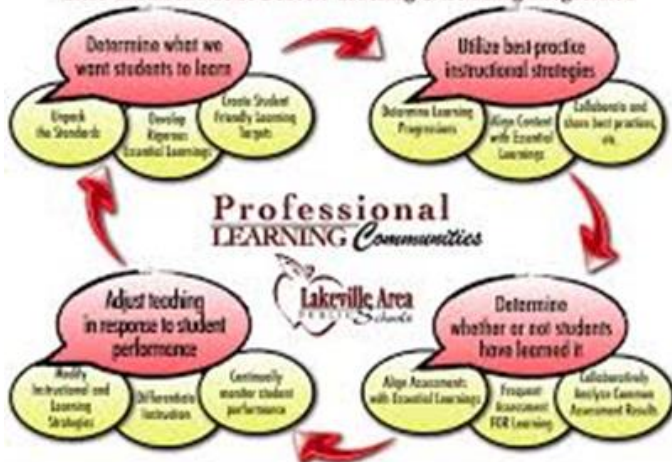 Determine what we
want students to learn
Unpack
the Standards
Develop
Rigorous
Essential Learnings
Create Student
Friendly Learning
Targets
Utilize best-practice
instructional strategies
Determine Learning
Progressions
Align Content
with Essential
Learnings
Collaborate and
share best practices,
etc.
Professional
LEARNING Communities
Lakeville Area
PUBLIC Schools
Adjust teaching
in response to student
performance
Modify
Instructional and
Learning
Strategies
Differentiate
Instruction
Continually
monitor student
performance
Determine
whether or not students
have learned it
Align Assessments
with Essential Learnings
Frequent
Assessment
FOR Learning
Collaboratively
Analyze Common
Assessment Results